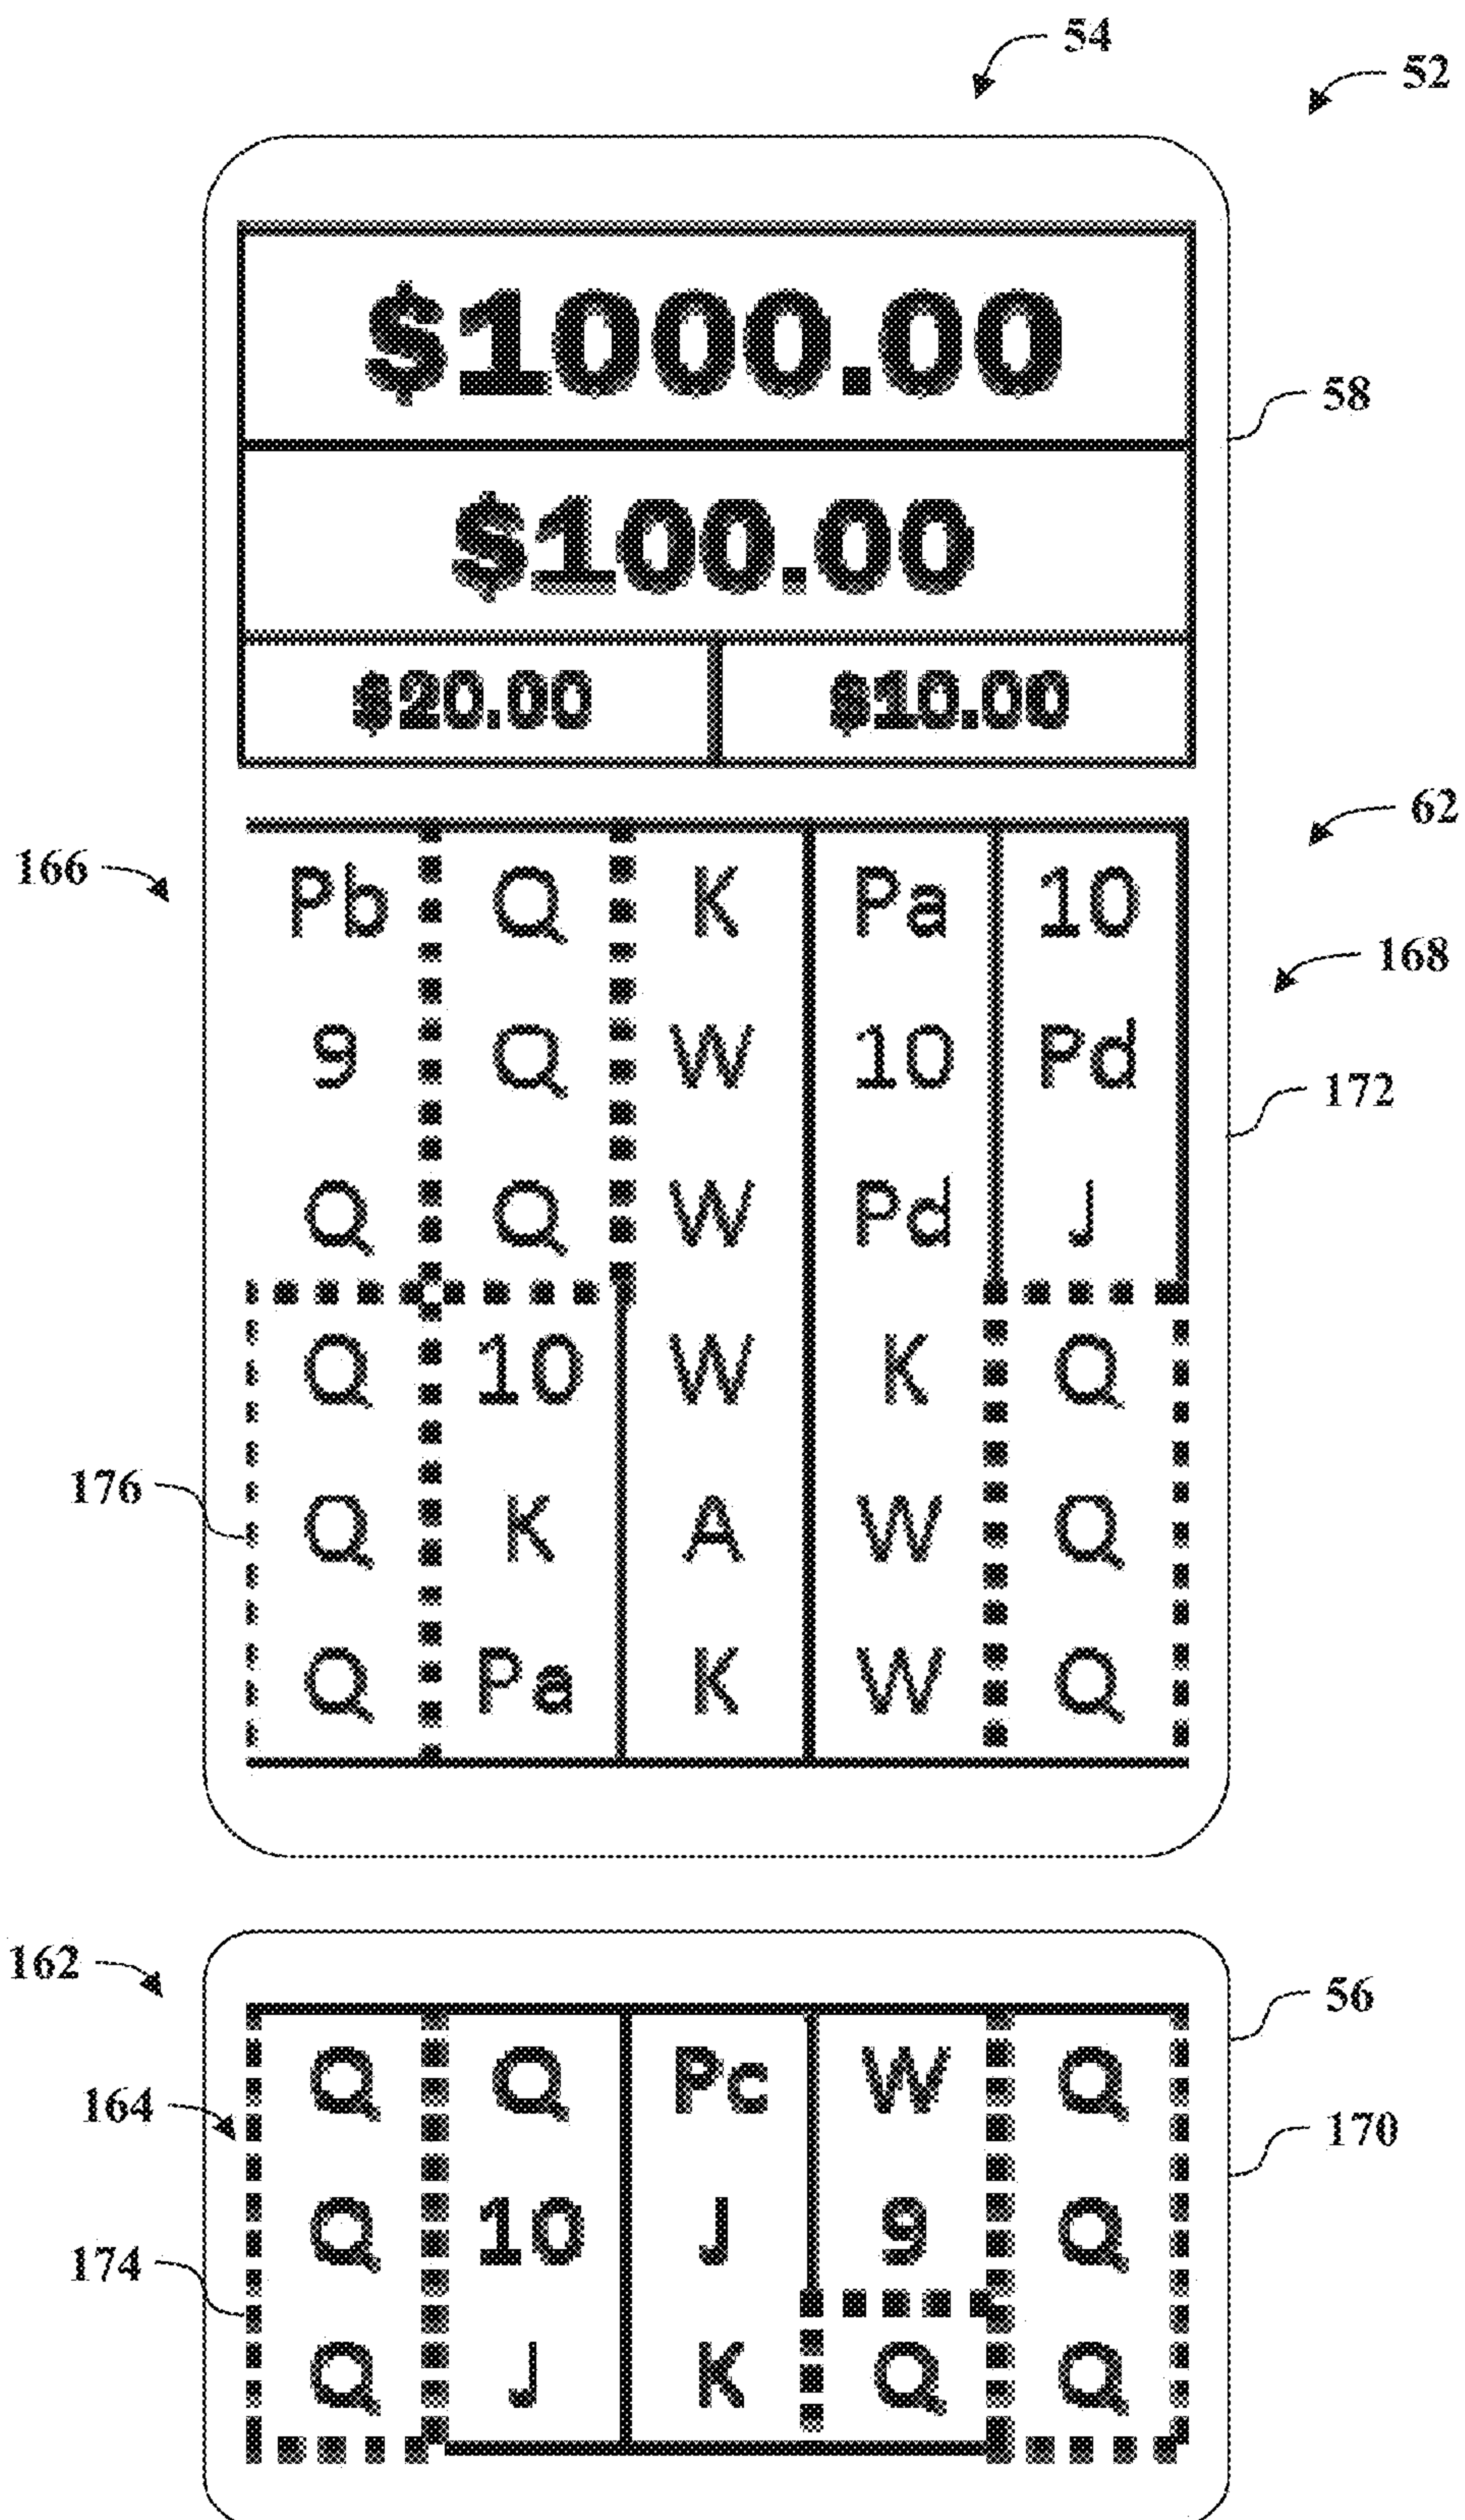 54
52
$1000.00
58
$100.00
$20.00 $10.00
62
166
Pb Q K Pa 10
168
9 Q W 10 Pd
172
Q Q W Pd J
Q 10 W K Q
176
Q K A W Q
Q Pa K W Q
162
56
Q Q Pc W Q
164
170
Q 10 J 9 Q
174
Q J K Q Q